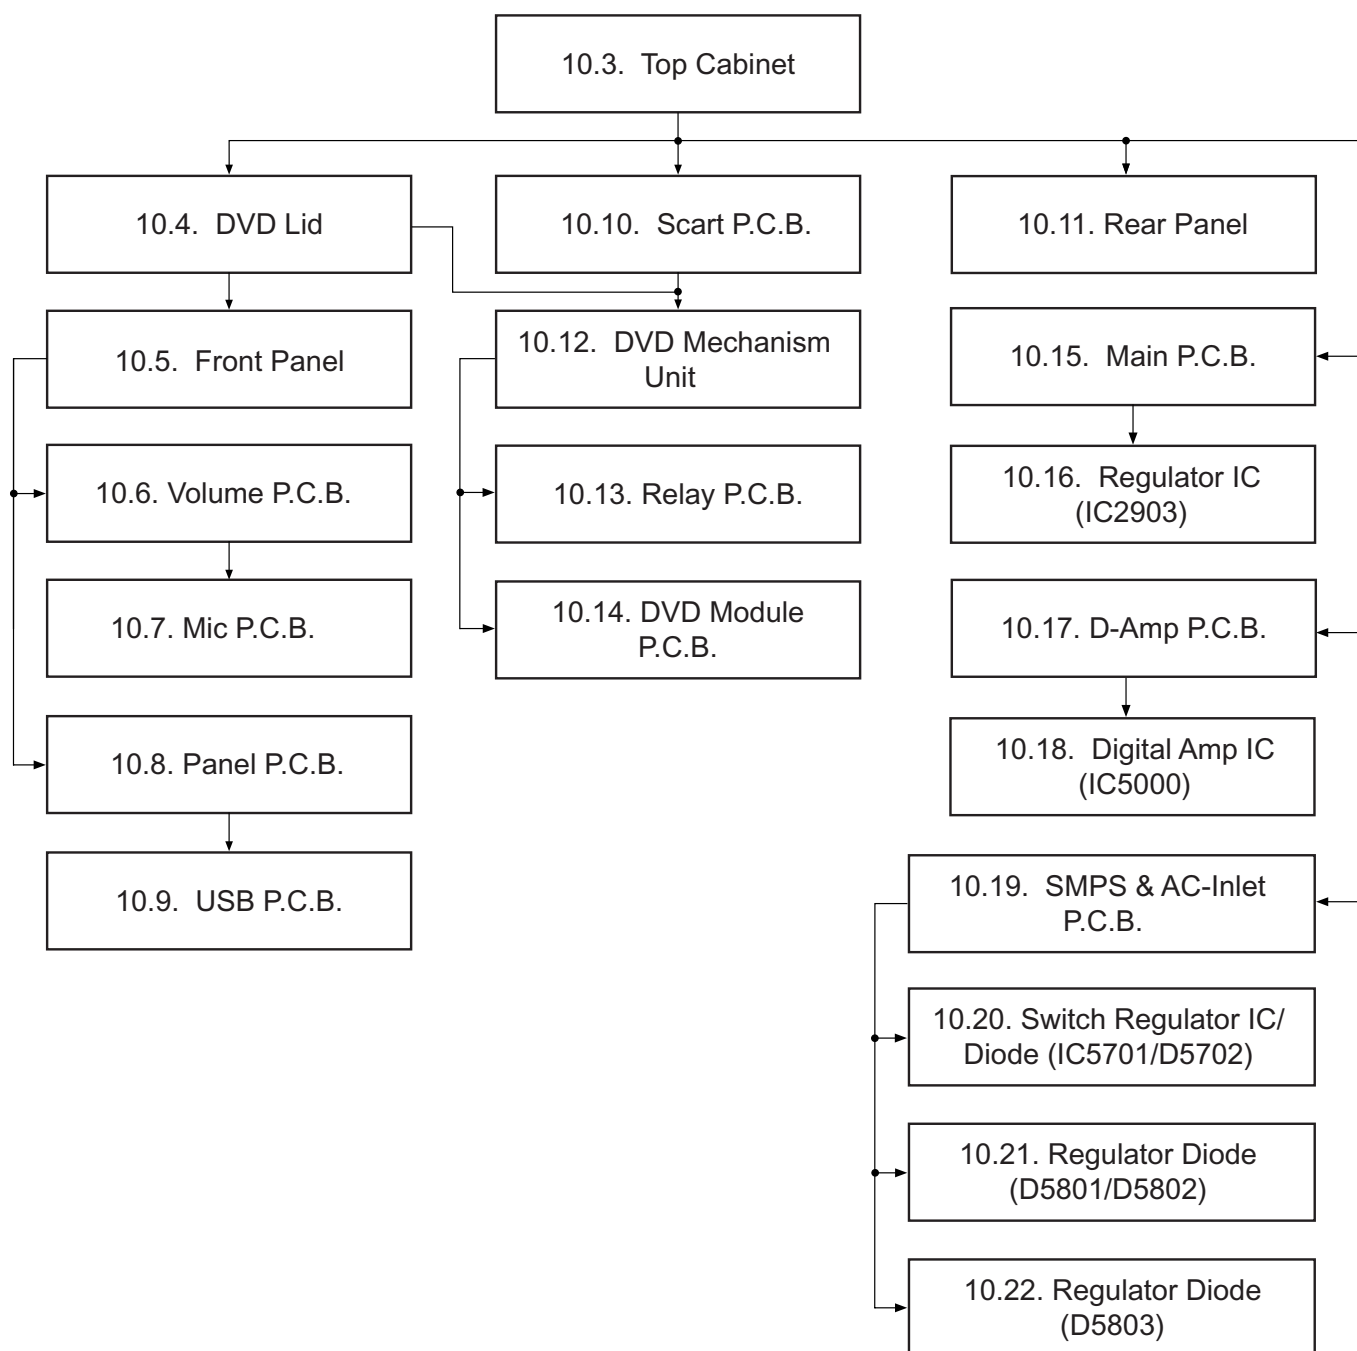 10.3. Top Cabinet
10.4. DVD Lid
10.10. Scart P.C.B.
10.11. Rear Panel
10.5. Front Panel
10.12. DVD Mechanism
Unit
10.15. Main P.C.B.
10.6. Volume P.C.B.
10.13. Relay P.C.B.
10.16. Regulator IC
(IC2903)
10.7. Mic P.C.B.
10.14. DVD Module
P.C.B.
10.17. D-Amp P.C.B.
10.8. Panel P.C.B.
10.18. Digital Amp IC
(IC5000)
10.9. USB P.C.B.
10.19. SMPS & AC-Inlet
P.C.B.
10.20. Switch Regulator IC/
Diode (IC5701/D5702)
10.21. Regulator Diode
(D5801/D5802)
10.22. Regulator Diode
(D5803)